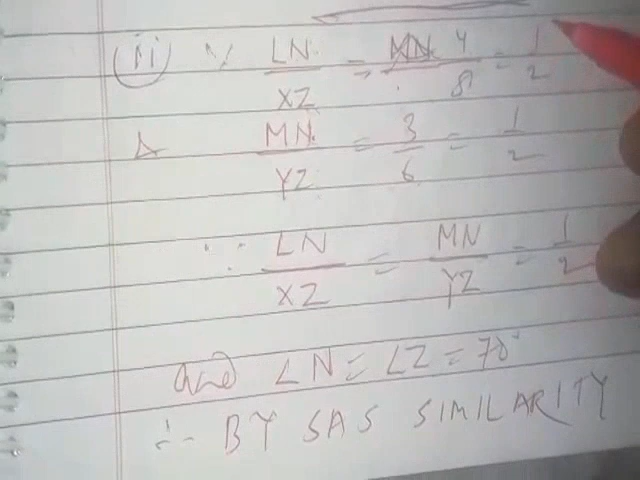 (ii) ∵ LN/XZ = 4/8 = 1/2
& MN/YZ = 3/6 = 1/2
∵ LN/XZ = MN/YZ = 1/2
and ∠N = ∠Z = 70°
∴ BY SAS SIMILARITY